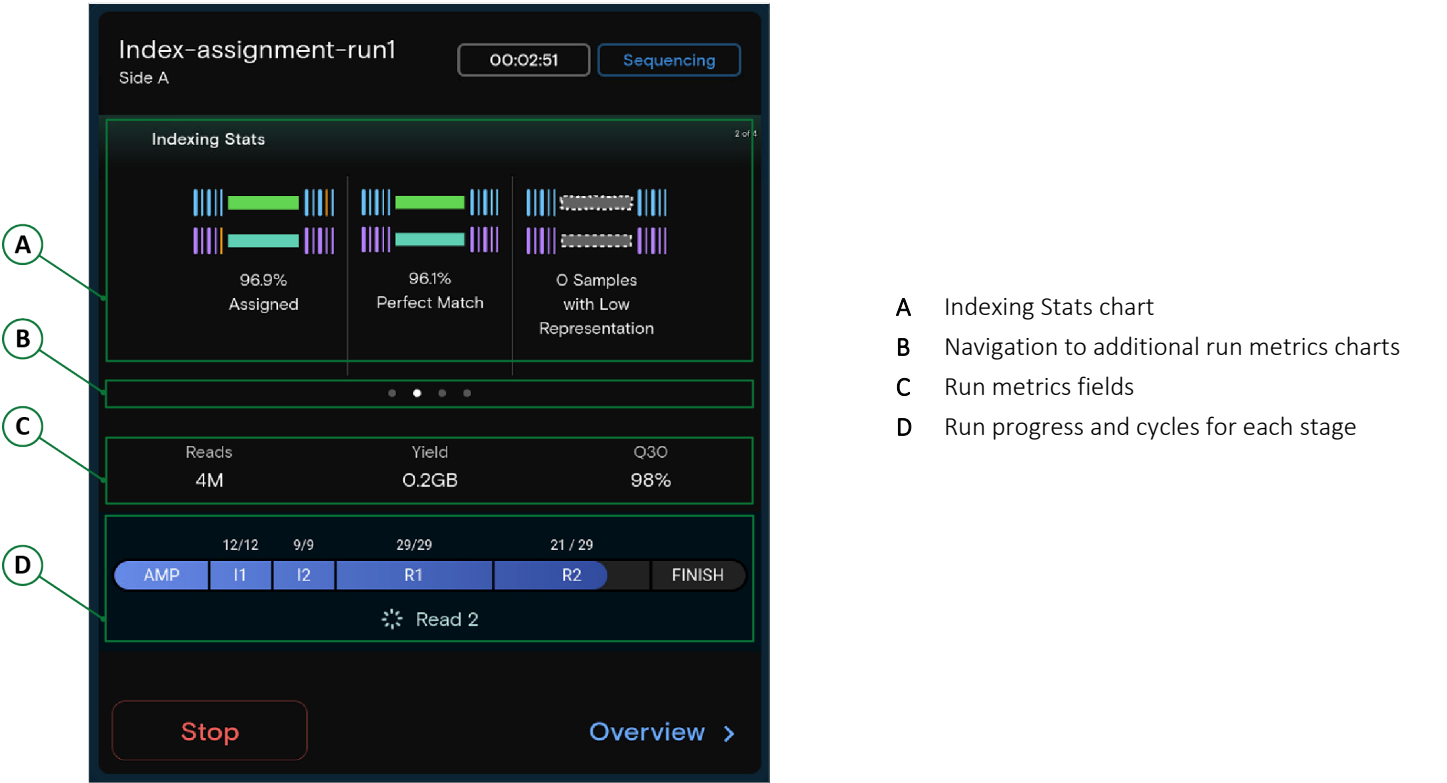 Index-assignment-run1
Side A
00:02:51
Sequencing
Indexing Stats
2 of 4
96.9%
Assigned
96.1%
Perfect Match
0 Samples
with Low
Representation
A
B
C
D
Reads
4M
Yield
0.2GB
Q30
98%
12/12
9/9
29/29
21 / 29
AMP
I1
I2
R1
R2
FINISH
Read 2
Stop
Overview >
A Indexing Stats chart
B Navigation to additional run metrics charts
C Run metrics fields
D Run progress and cycles for each stage